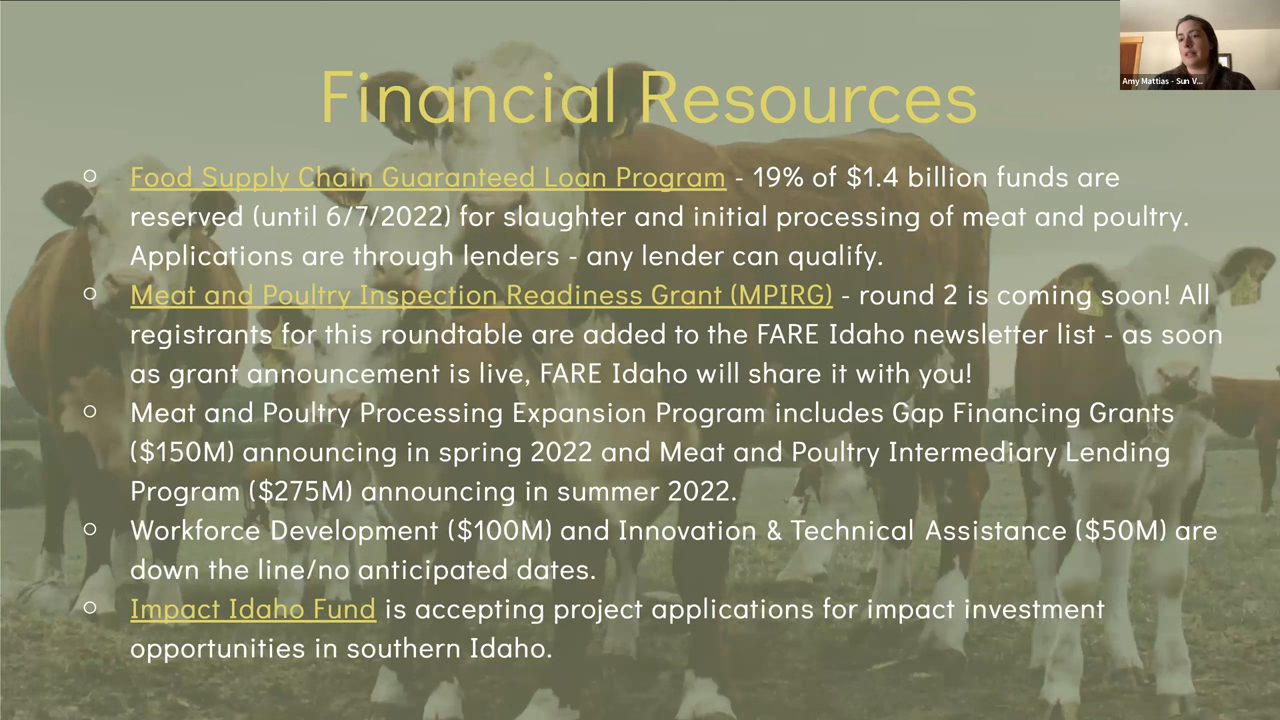 Amy Mattias - Sun V...
Financial Resources
○ Food Supply Chain Guaranteed Loan Program - 19% of $1.4 billion funds are
reserved (until 6/7/2022) for slaughter and initial processing of meat and poultry.
Applications are through lenders - any lender can qualify.
○ Meat and Poultry Inspection Readiness Grant (MPIRG) - round 2 is coming soon! All
registrants for this roundtable are added to the FARE Idaho newsletter list - as soon
as grant announcement is live, FARE Idaho will share it with you!
○ Meat and Poultry Processing Expansion Program includes Gap Financing Grants
($150M) announcing in spring 2022 and Meat and Poultry Intermediary Lending
Program ($275M) announcing in summer 2022.
○ Workforce Development ($100M) and Innovation & Technical Assistance ($50M) are
down the line/no anticipated dates.
○ Impact Idaho Fund is accepting project applications for impact investment
opportunities in southern Idaho.